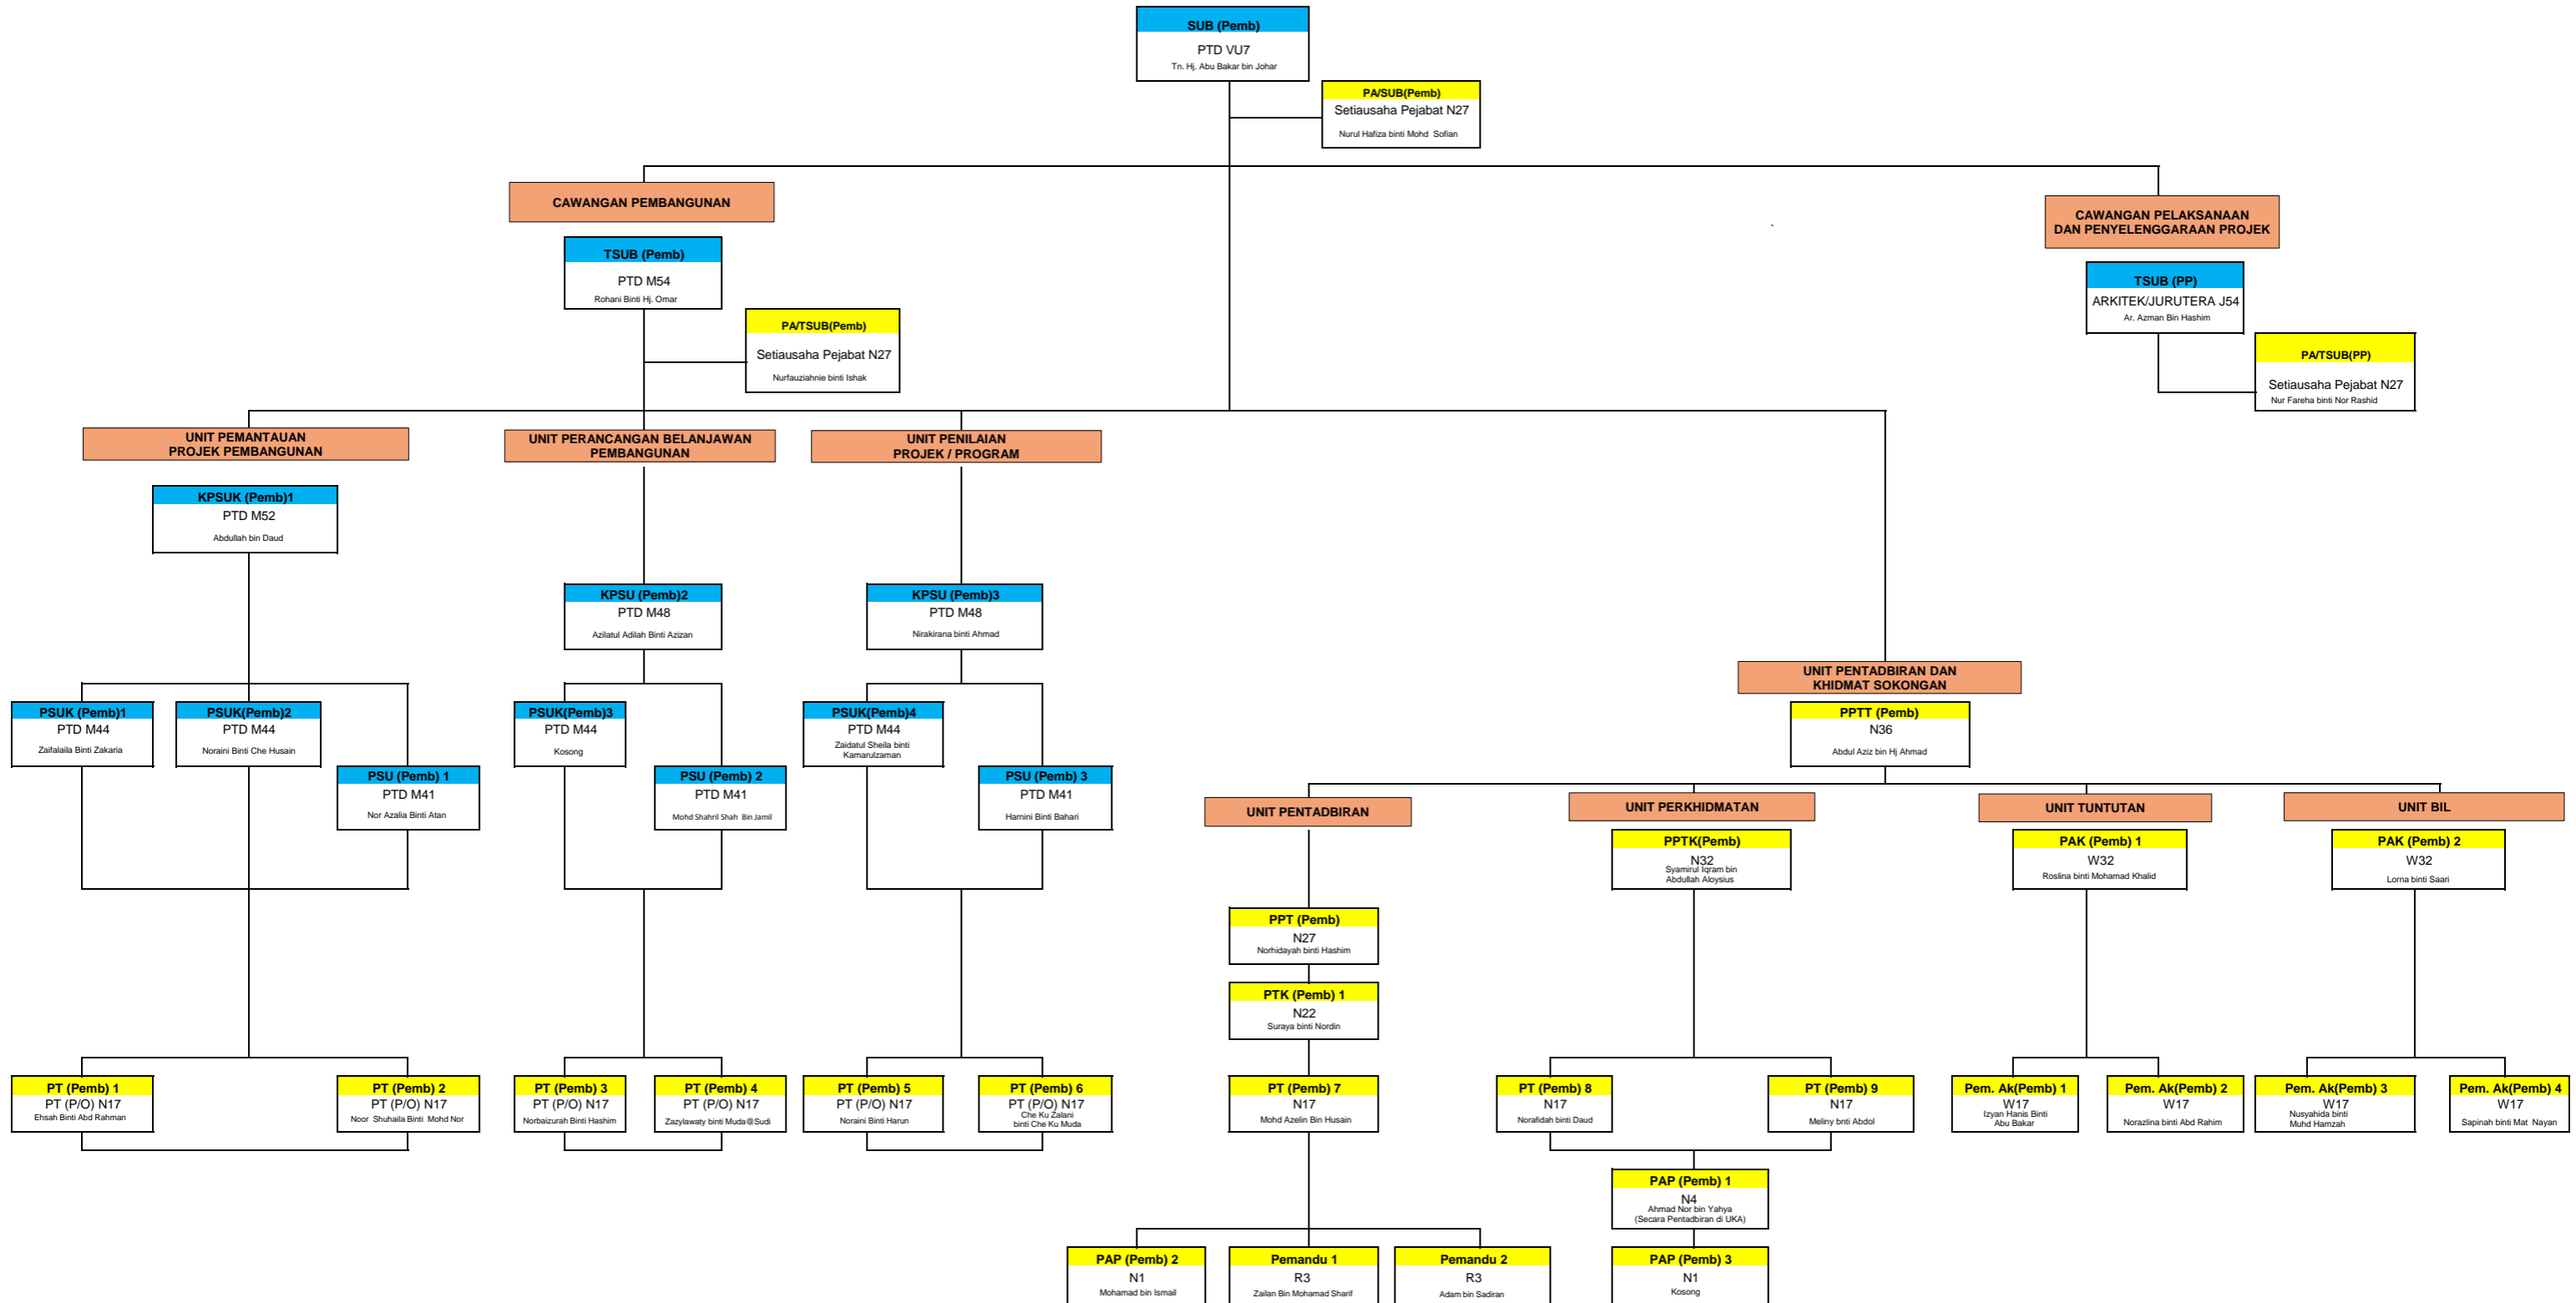 SUB (Pemb)
PTD VU7
Tn. Hj. Abu Bakar bin Johar
PA/SUB(Pemb)
Setiausaha Pejabat N27
Nurul Hafiza binti Mohd Sofian
CAWANGAN PEMBANGUNAN
TSUB (Pemb)
PTD M54
Rohani Binti Hj. Omar
PA/TSUB(Pemb)
Setiausaha Pejabat N27
Nurfauziahnie binti Ishak
CAWANGAN PELAKSANAAN
DAN PENYELENGGARAAN PROJEK
TSUB (PP)
ARKITEK/JURUTERA J54
Ar. Azman Bin Hashim
PA/TSUB(PP)
Setiausaha Pejabat N27
Nur Fareha binti Nor Rashid
UNIT PEMANTAUAN
PROJEK PEMBANGUNAN
KPSUK (Pemb)1
PTD M52
Abdullah bin Daud
PSUK (Pemb)1
PTD M44
Zaifalaila Binti Zakaria
PSUK(Pemb)2
PTD M44
Noraini Binti Che Husain
PSU (Pemb) 1
PTD M41
Nor Azalia Binti Atan
PT (Pemb) 1
PT (P/O) N17
Ehsah Binti Abd Rahman
PT (Pemb) 2
PT (P/O) N17
Noor Shuhaila Binti Mohd Nor
UNIT PERANCANGAN BELANJAWAN
PEMBANGUNAN
KPSU (Pemb)2
PTD M48
Azilatul Adilah Binti Azizan
PSUK(Pemb)3
PTD M44
Kosong
PSU (Pemb) 2
PTD M41
Mohd Shahril Shah Bin Jamil
PT (Pemb) 3
PT (P/O) N17
Norbaizurah Binti Hashim
PT (Pemb) 4
PT (P/O) N17
Zazylawaty binti Muda@Sudi
UNIT PENILAIAN
PROJEK / PROGRAM
KPSU (Pemb)3
PTD M48
Nirakirana binti Ahmad
PSUK(Pemb)4
PTD M44
Zaidatul Sheila binti
Kamarulzaman
PSU (Pemb) 3
PTD M41
Harnini Binti Bahari
PT (Pemb) 5
PT (P/O) N17
Noraini Binti Harun
PT (Pemb) 6
PT (P/O) N17
Che Ku Zalani
binti Che Ku Muda
UNIT PENTADBIRAN DAN
KHIDMAT SOKONGAN
PPTT (Pemb)
N36
Abdul Aziz bin Hj Ahmad
UNIT PENTADBIRAN
PPT (Pemb)
N27
Norhidayah binti Hashim
PTK (Pemb) 1
N22
Suraya binti Nordin
PT (Pemb) 7
N17
Mohd Azelin Bin Husain
PAP (Pemb) 2
N1
Mohamad bin Ismail
Pemandu 1
R3
Zailan Bin Mohamad Sharif
Pemandu 2
R3
Adam bin Sadiran
UNIT PERKHIDMATAN
PPTK(Pemb)
N32
Syamirul Iqram bin
Abdullah Aloysius
PT (Pemb) 8
N17
Norafidah binti Daud
PT (Pemb) 9
N17
Meliny bnti Abdol
PAP (Pemb) 1
N4
Ahmad Nor bin Yahya
(Secara Pentadbiran di UKA)
PAP (Pemb) 3
N1
Kosong
UNIT TUNTUTAN
PAK (Pemb) 1
W32
Roslina binti Mohamad Khalid
Pem. Ak(Pemb) 1
W17
Izyan Hanis Binti
Abu Bakar
Pem. Ak(Pemb) 2
W17
Norazlina binti Abd Rahim
UNIT BIL
PAK (Pemb) 2
W32
Lorna binti Saari
Pem. Ak(Pemb) 3
W17
Nusyahida binti
Muhd Hamzah
Pem. Ak(Pemb) 4
W17
Sapinah binti Mat Nayan